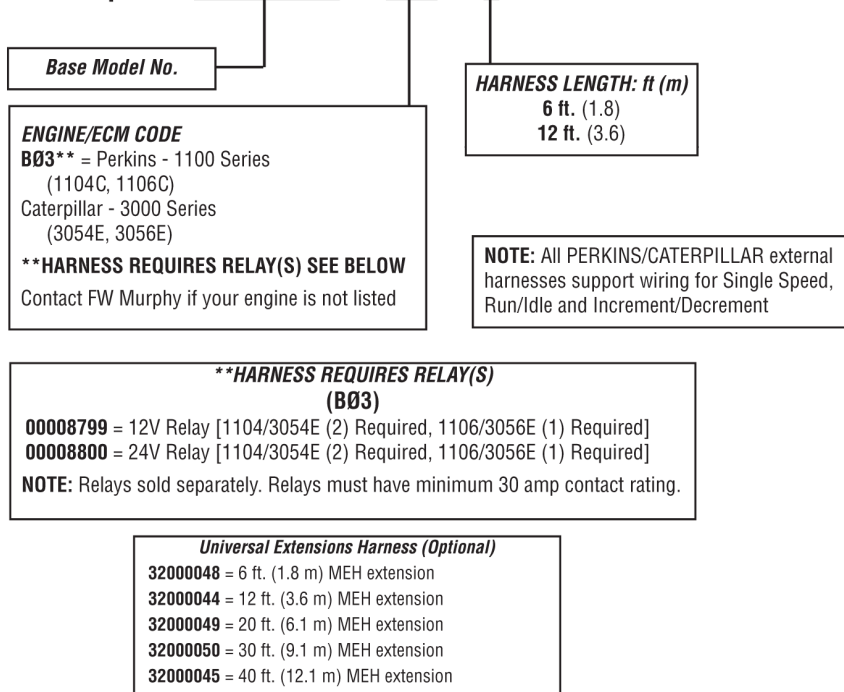 Base Model No.
HARNESS LENGTH: ft (m)
6 ft. (1.8)
12 ft. (3.6)
ENGINE/ECM CODE
BØ3** = Perkins - 1100 Series
(1104C, 1106C)
Caterpillar - 3000 Series
(3054E, 3056E)
**HARNESS REQUIRES RELAY(S) SEE BELOW
Contact FW Murphy if your engine is not listed
NOTE: All PERKINS/CATERPILLAR external
harnesses support wiring for Single Speed,
Run/Idle and Increment/Decrement
**HARNESS REQUIRES RELAY(S)
(BØ3)
00008799 = 12V Relay [1104/3054E (2) Required, 1106/3056E (1) Required]
00008800 = 24V Relay [1104/3054E (2) Required, 1106/3056E (1) Required]
NOTE: Relays sold separately. Relays must have minimum 30 amp contact rating.
Universal Extensions Harness (Optional)
32000048 = 6 ft. (1.8 m) MEH extension
32000044 = 12 ft. (3.6 m) MEH extension
32000049 = 20 ft. (6.1 m) MEH extension
32000050 = 30 ft. (9.1 m) MEH extension
32000045 = 40 ft. (12.1 m) MEH extension